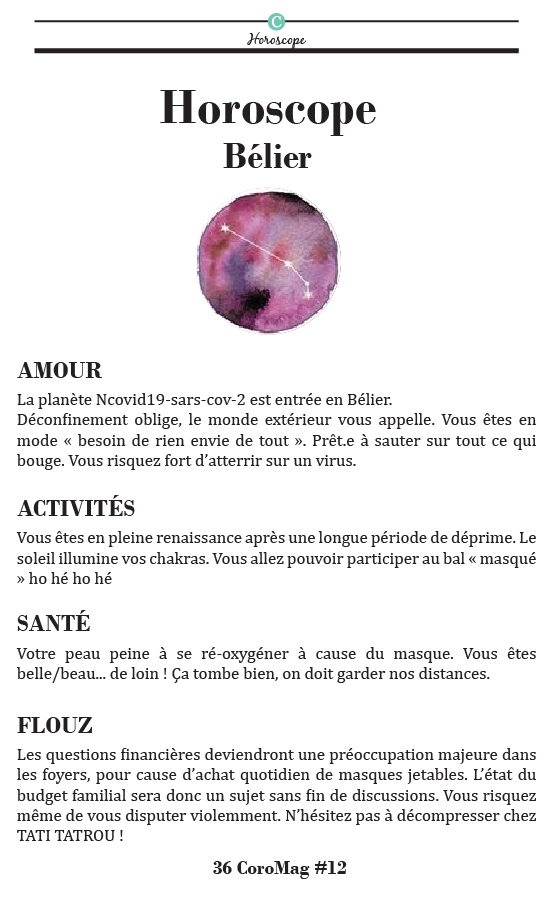 C
Horoscope
Horoscope
Bélier
AMOUR
La planète Ncovid19-sars-cov-2 est entrée en Bélier.
Déconfinement oblige, le monde extérieur vous appelle. Vous êtes en
mode « besoin de rien envie de tout ». Prêt.e à sauter sur tout ce qui
bouge. Vous risquez fort d’atterrir sur un virus.
ACTIVITÉS
Vous êtes en pleine renaissance après une longue période de déprime. Le
soleil illumine vos chakras. Vous allez pouvoir participer au bal « masqué
» ho hé ho hé
SANTÉ
Votre peau peine à se ré-oxygéner à cause du masque. Vous êtes
belle/beau... de loin ! Ça tombe bien, on doit garder nos distances.
FLOUZ
Les questions financières deviendront une préoccupation majeure dans
les foyers, pour cause d’achat quotidien de masques jetables. L’état du
budget familial sera donc un sujet sans fin de discussions. Vous risquez
même de vous disputer violemment. N’hésitez pas à décompresser chez
TATI TATROU !
36 CoroMag #12